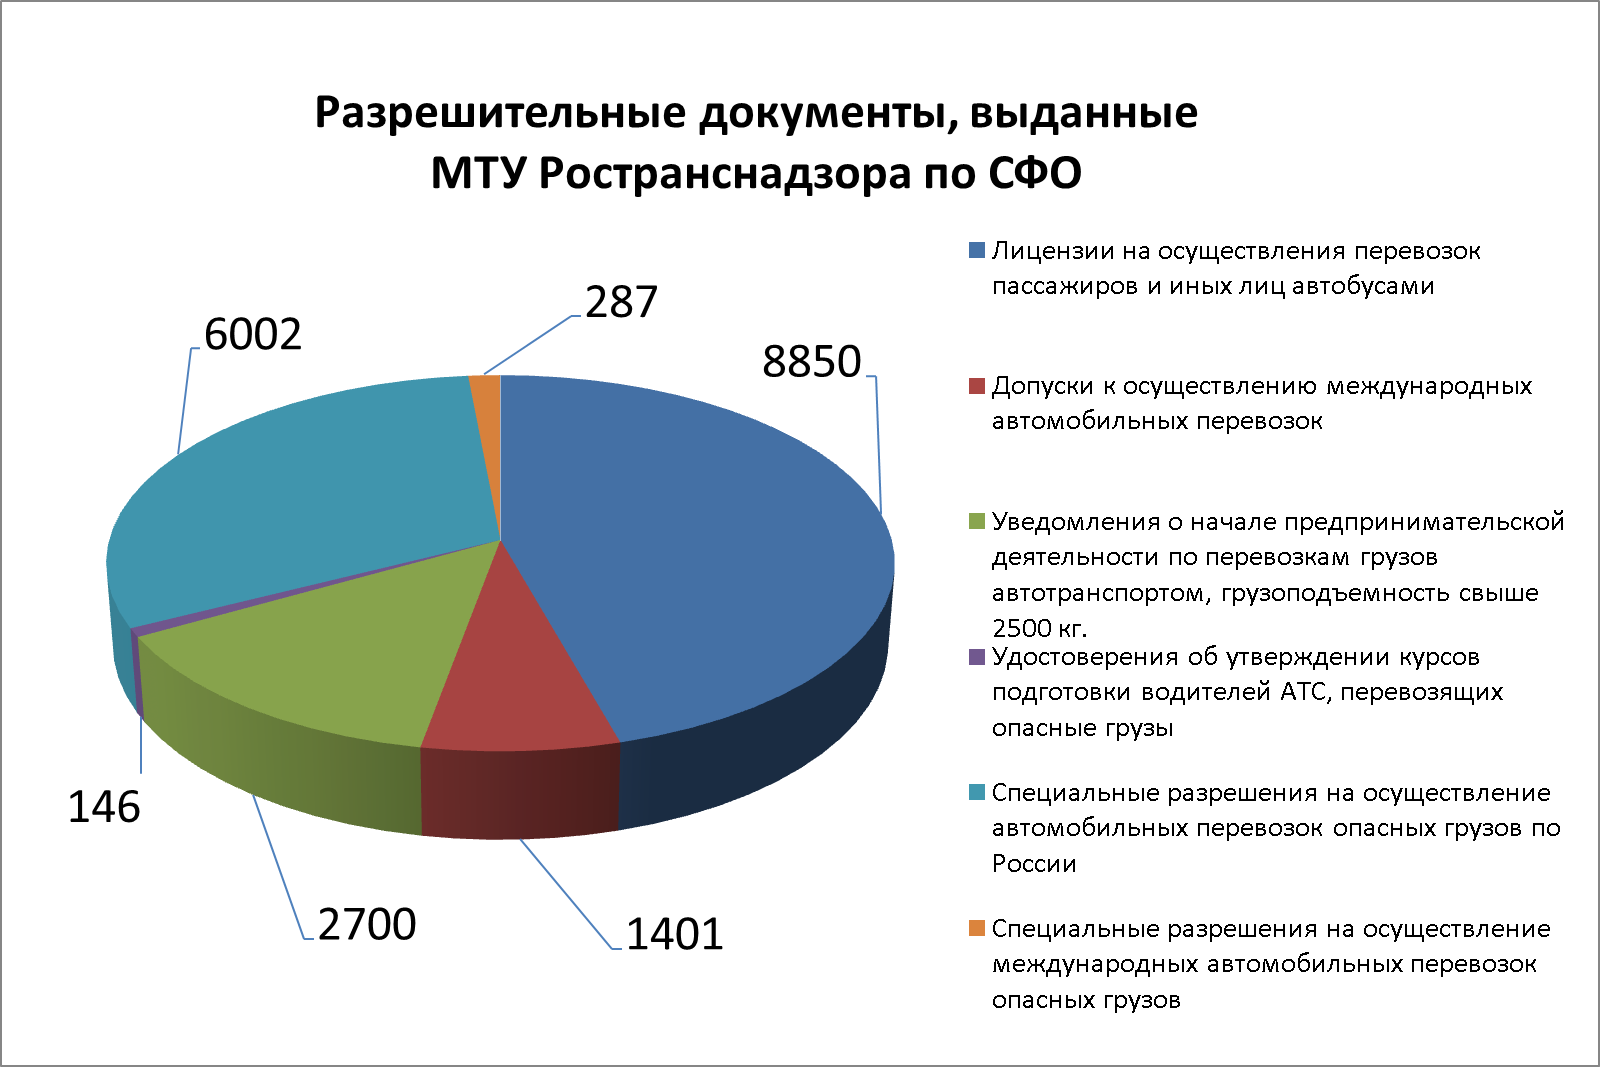 Разрешительные документы, выданные
МТУ Ространснадзора по СФО
287
6002
8850
146
2700
1401
Лицензии на осуществления перевозок
пассажиров и иных лиц автобусами
Допуски к осуществлению международных
автомобильных перевозок
Уведомления о начале предпринимательской
деятельности по перевозкам грузов
автотранспортом, грузоподъемность свыше
2500 кг.
Удостоверения об утверждении курсов
подготовки водителей АТС, перевозящих
опасные грузы
Специальные разрешения на осуществление
автомобильных перевозок опасных грузов по
России
Специальные разрешения на осуществление
международных автомобильных перевозок
опасных грузов